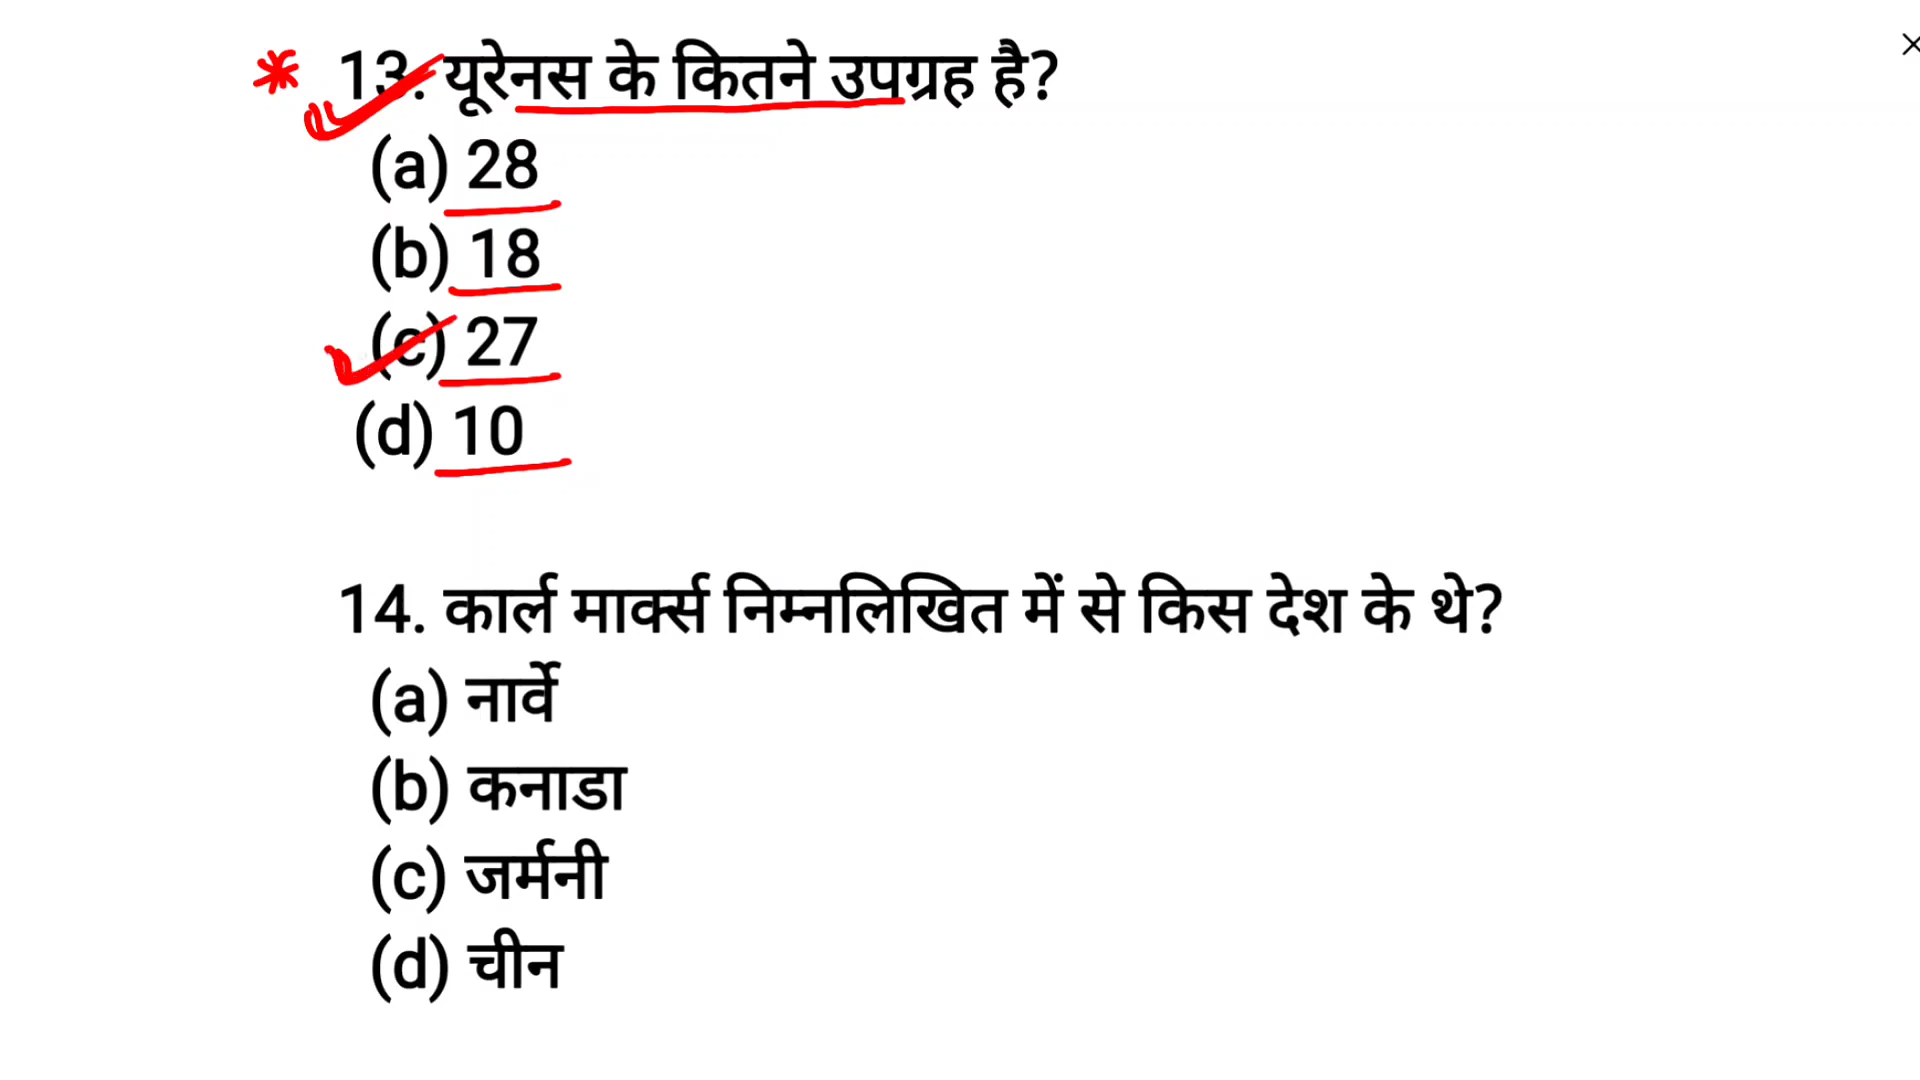 13. यूरेनस के कितने उपग्रह है?
(a) 28
(b) 18
(c) 27
(d) 10
14. कार्ल मार्क्स निम्नलिखित में से किस देश के थे?
(a) नार्वे
(b) कनाडा
(c) जर्मनी
(d) चीन